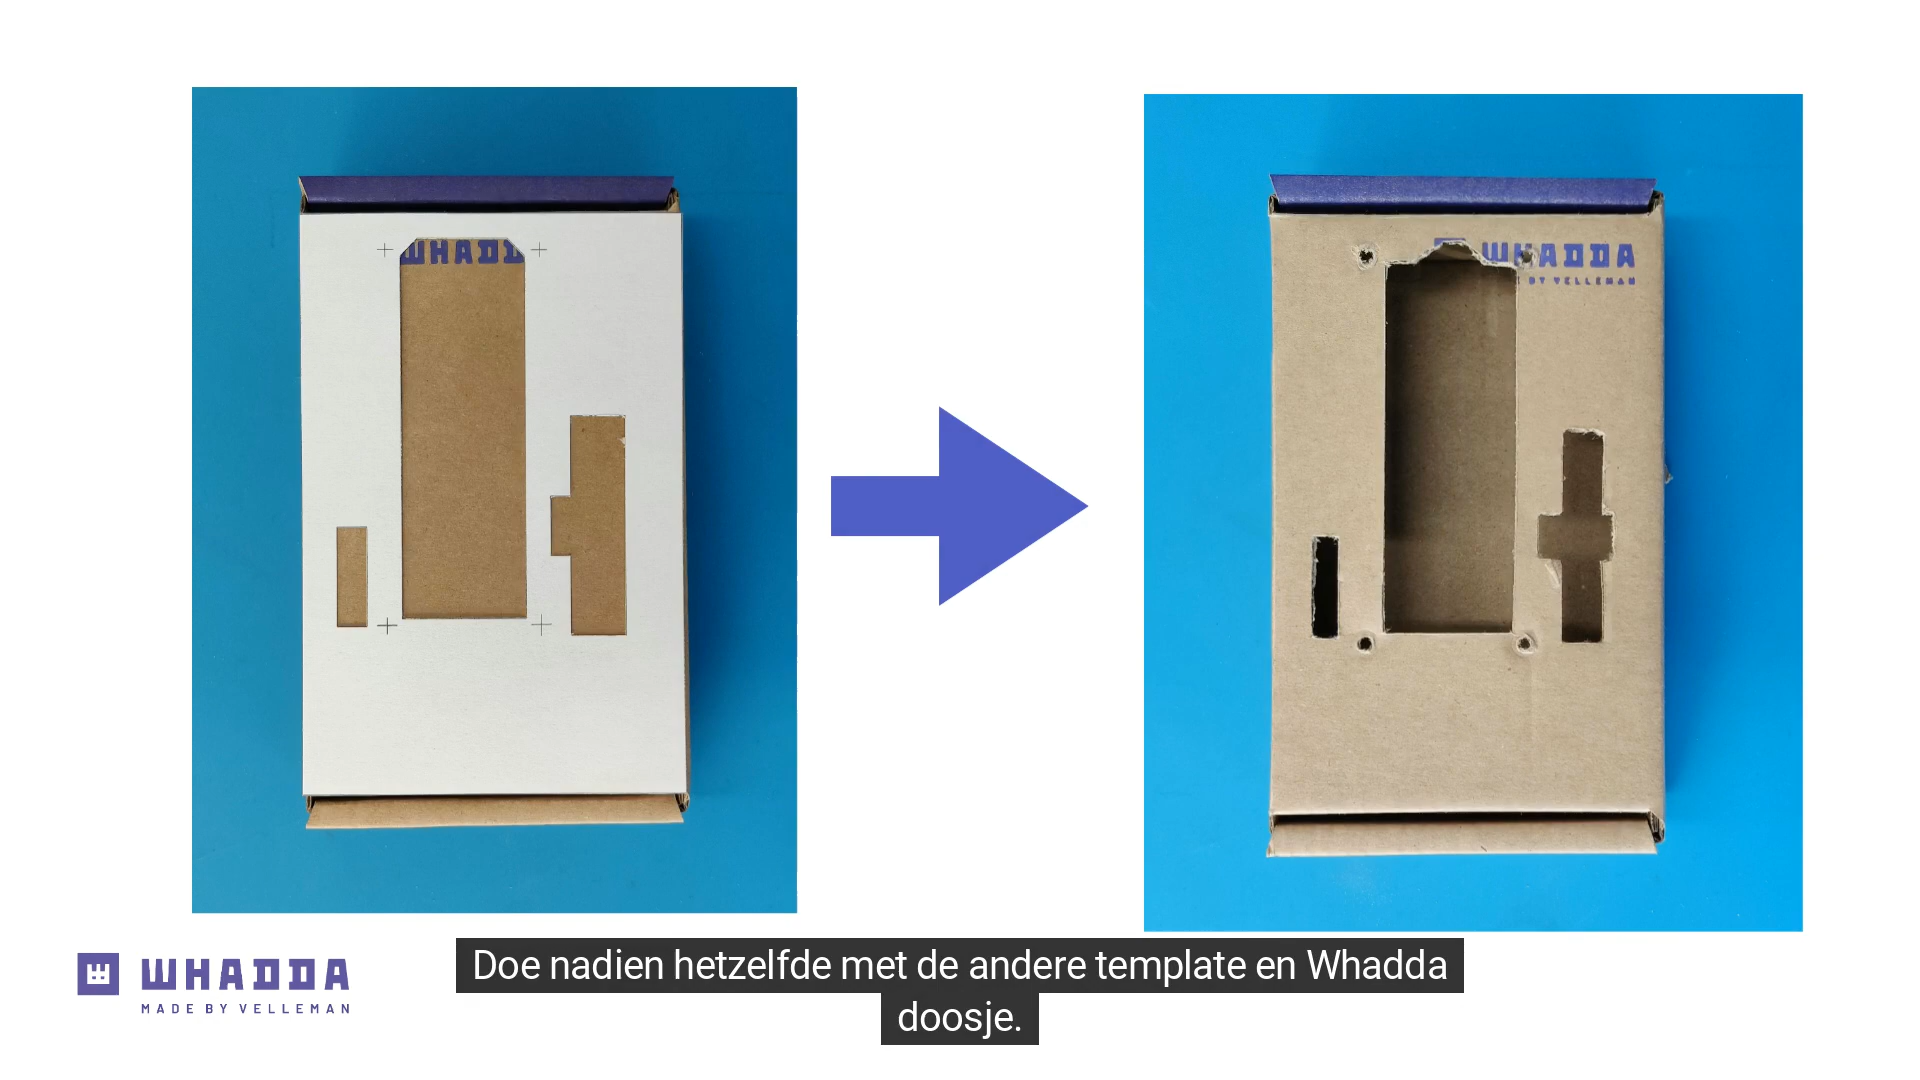 WHADD
WHADDA
BY VELLEMAN
WHADDA
MADE BY VELLEMAN
Doe nadien hetzelfde met de andere template en Whadda
doosje.